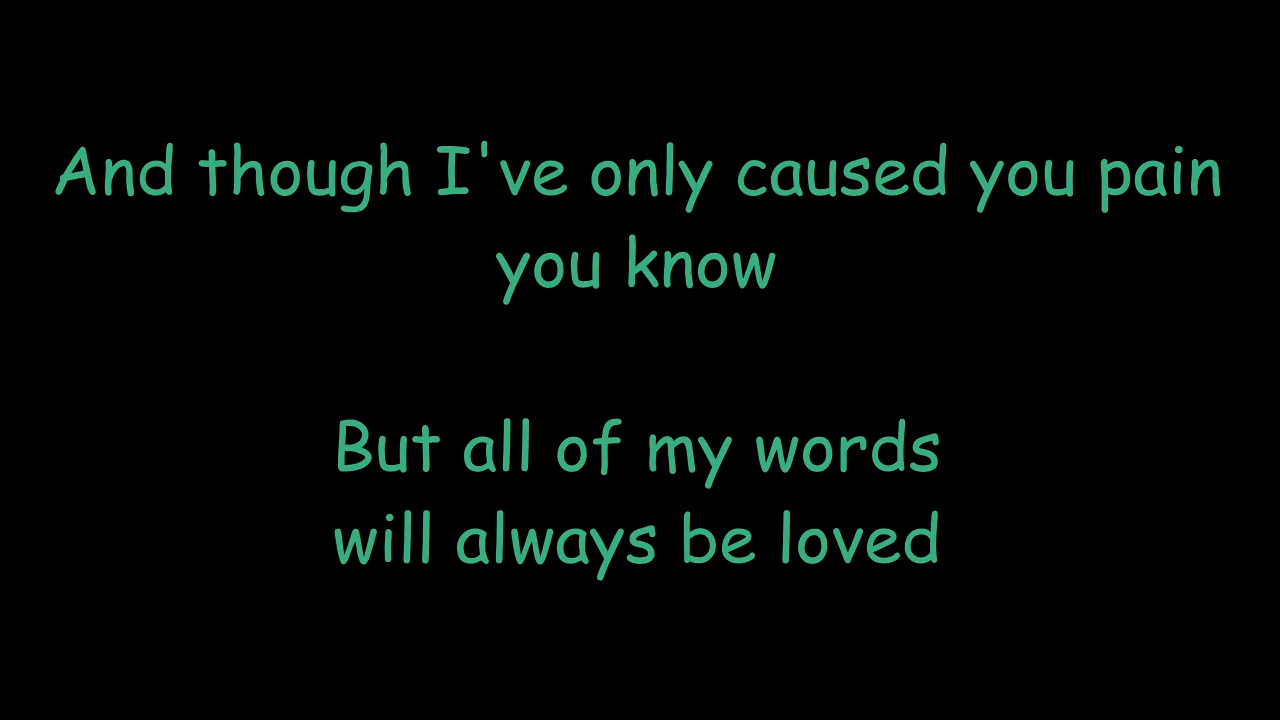 And though I've only caused you pain
you know
But all of my words
will always be loved